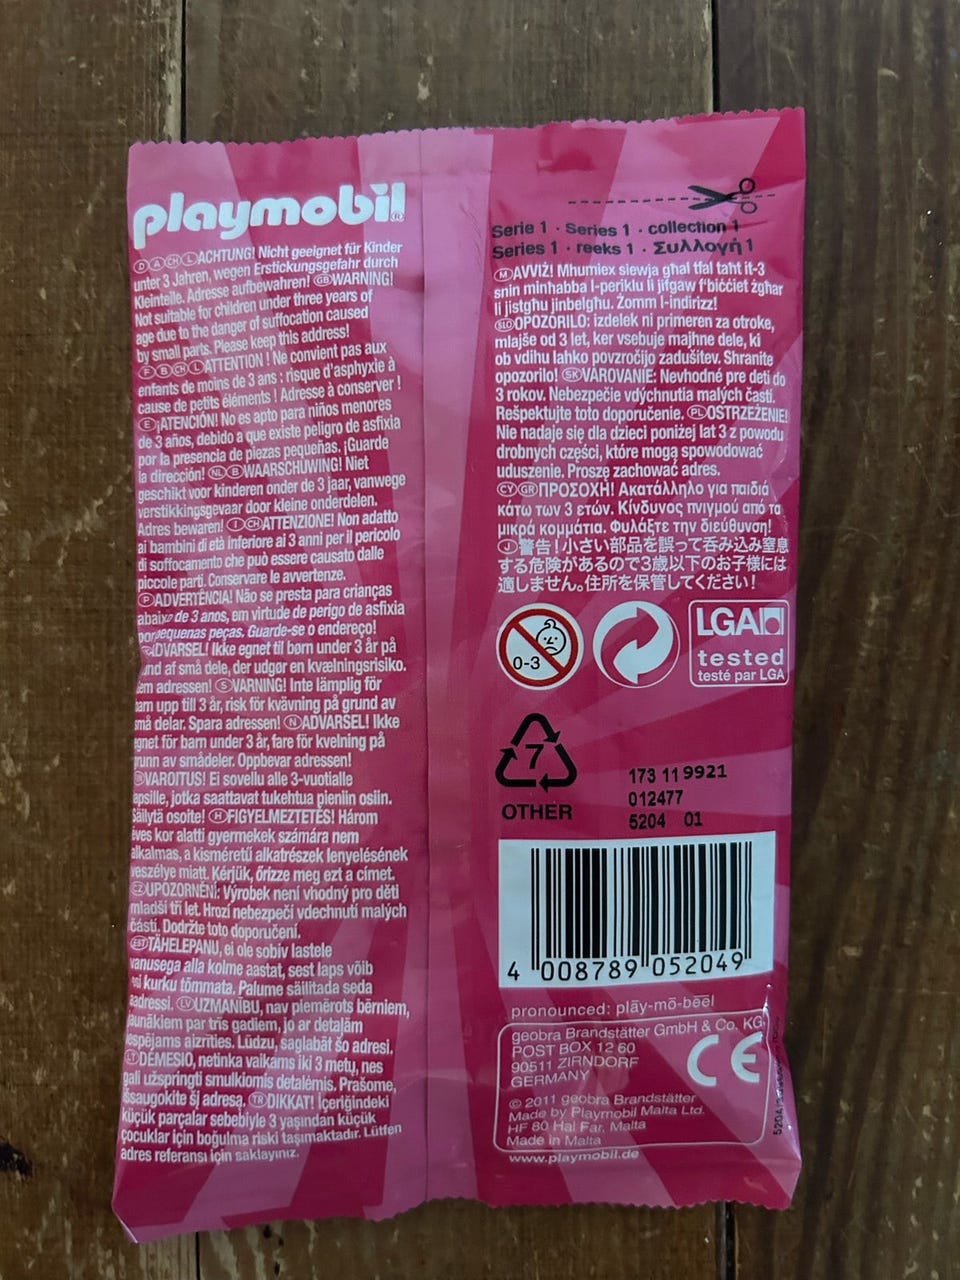 playmobil®
Ⓓ Ⓐ CH Ⓛ ACHTUNG! Nicht geeignet für Kinder
unter 3 Jahren, wegen Erstickungsgefahr durch
Kleinteile. Adresse aufbewahren! GB WARNING!
Not suitable for children under three years of
age due to the danger of suffocation caused
by small parts. Please keep this address!
Ⓕ Ⓑ CH Ⓛ ATTENTION ! Ne convient pas aux
enfants de moins de 3 ans : risque d'asphyxie à
cause de petits éléments ! Adresse à conserver !
Ⓔ ¡ATENCIÓN! No es apto para niños menores
de 3 años, debido a que existe peligro de asfixia
por la presencia de piezas pequeñas. ¡Guarde
la dirección! NL Ⓑ WAARSCHUWING! Niet
geschikt voor kinderen onder de 3 jaar, vanwege
verstikkingsgevaar door kleine onderdelen.
Adres bewaren! Ⓘ CH ATTENZIONE! Non adatto
ai bambini di età inferiore ai 3 anni per il pericolo
di soffocamento che può essere causato dalle
piccole parti. Conservare le avvertenze.
Ⓟ ADVERTÊNCIA! Não se presta para crianças
abaixo de 3 anos, em virtude de perigo de asfixia
por pequenas peças. Guarde-se o endereço!
ADVARSEL! Ikke egnet til børn under 3 år på
grund af små dele, der udgør en kvælningsrisiko.
adressen! Ⓢ VARNING! Inte lämplig för
barn upp till 3 år, risk för kvävning på grund av
små delar. Spara adressen! Ⓝ ADVARSEL! Ikke
egnet for barn under 3 år, fare for kvelning på
grunn av smådeler. Oppbevar adressen!
VAROITUS! Ei sovellu alle 3-vuotialle
lapsille, jotka saattavat tukehtua pieniin osiin.
Säilytä osoite! Ⓗ FIGYELMEZTETÉS! Három
éves kor alatti gyermekek számára nem
alkalmas, a kisméretű alkatrészek lenyelésének
veszélye miatt. Kérjük, őrizze meg ezt a címet.
CZ UPOZORNĚNÍ: Výrobek není vhodný pro děti
mladší tří let. Hrozí nebezpečí vdechnutí malých
částí. Dodržte toto doporučení.
EST TÄHELEPANU, ei ole sobiv lastele
vanusega alla kolme aastat, sest laps võib
osi kurku tõmmata. Palume säilitada seda
aadressi. LV UZMANĪBU, nav piemērots bērniem,
jaunākiem par trīs gadiem, jo ar detaļām
iespējams aizrīties. Lūdzu, saglabāt šo adresi.
LT DĖMESIO, netinka vaikams iki 3 metų, nes
gali užspringti smulkiomis detalėmis. Prašome,
išsaugokite šį adresą. TR DIKKAT! İçeriğindeki
küçük parçalar sebebiyle 3 yaşından küçük
çocuklar için boğulma riski taşımaktadır. Lütfen
adres referansı için saklayınız.
Serie 1 · Series 1 · collection 1
Series 1 · reeks 1 · Συλλογή 1
Ⓜ AVVIŻ! Mhumiex siewja għal tfal taħt it-3
snin minħabba l-periklu li jifgaw f'biċċiet żgħar
li jistgħu jinbelgħu. Żomm l-indirizz!
SLO OPOZORILO: izdelek ni primeren za otroke,
mlajše od 3 let, ker vsebuje majhne dele, ki
ob vdihu lahko povzročijo zadušitev. Shranite
opozorilo! SK VAROVANIE: Nevhodné pre deti do
3 rokov. Nebezpečie vdýchnutia malých častí.
Rešpektujte toto doporučenie. PL OSTRZEŻENIE!
Nie nadaje się dla dzieci poniżej lat 3 z powodu
drobnych części, które mogą spowodować
uduszenie. Proszę zachować adres.
CY GR ΠΡΟΣΟΧΗ! Ακατάλληλο για παιδιά
κάτω των 3 ετών. Κίνδυνος πνιγμού από τα
μικρά κομμάτια. Φυλάξτε την διεύθυνση!
Ⓙ 警告！小さい部品を誤って呑み込み窒息
する危険があるので3歳以下のお子様には
適しません。住所を保管してください！
0-3
LGA
tested
testé par LGA
7
OTHER
173 11 9921
012477
5204 01
4 008789 052049
pronounced: plāy-mō-bēēl
geobra Brandstätter GmbH & Co. KG
POST BOX 12 60
90511 ZIRNDORF
GERMANY
CE
© 2011 geobra Brandstätter
Made by Playmobil Malta Ltd.
HF 80 Hal Far, Malta
Made in Malta
www.playmobil.de